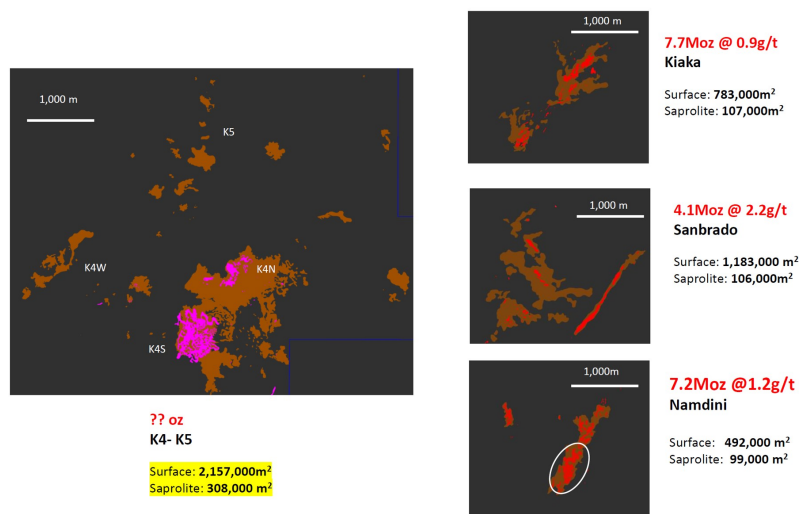 1,000 m
K5
K4W
K4N
K4S
?? oz
K4- K5
Surface: 2,157,000m²
Saprolite: 308,000 m²
1,000 m
7.7Moz @ 0.9g/t
Kiaka
Surface: 783,000m²
Saprolite: 107,000m²
1,000 m
4.1Moz @ 2.2g/t
Sanbrado
Surface: 1,183,000 m²
Saprolite: 106,000m²
1,000m
7.2Moz @1.2g/t
Namdini
Surface: 492,000 m²
Saprolite: 99,000 m²